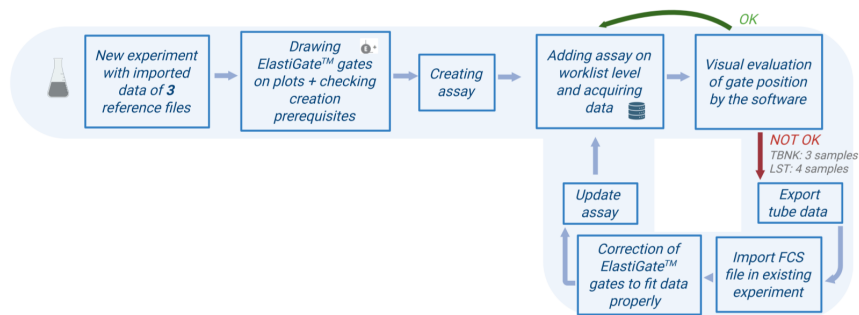 OK
New experiment
with imported
data of 3
reference files
Drawing
ElastiGate™ gates
on plots + checking
creation
prerequisites
Creating
assay
Adding assay on
worklist level
and acquiring
data
Visual evaluation
of gate position
by the software
NOT OK
TBNK: 3 samples
LST: 4 samples
Export
tube data
Import FCS
file in existing
experiment
Correction of
ElastiGate™
gates to fit data
properly
Update
assay